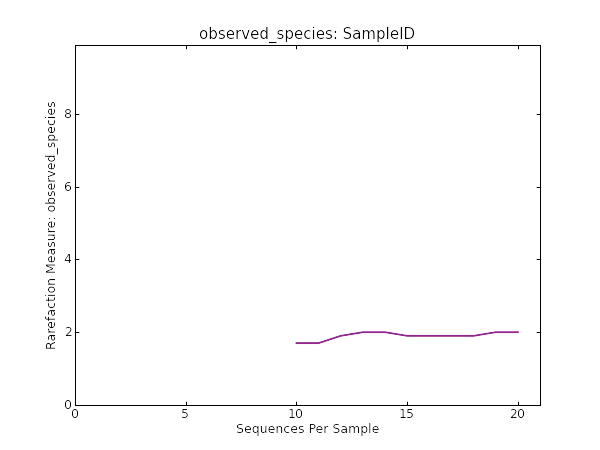 observed_species: SampleID
Rarefaction Measure: observed_species
8
6
4
2
0
0 5 10 15 20
Sequences Per Sample